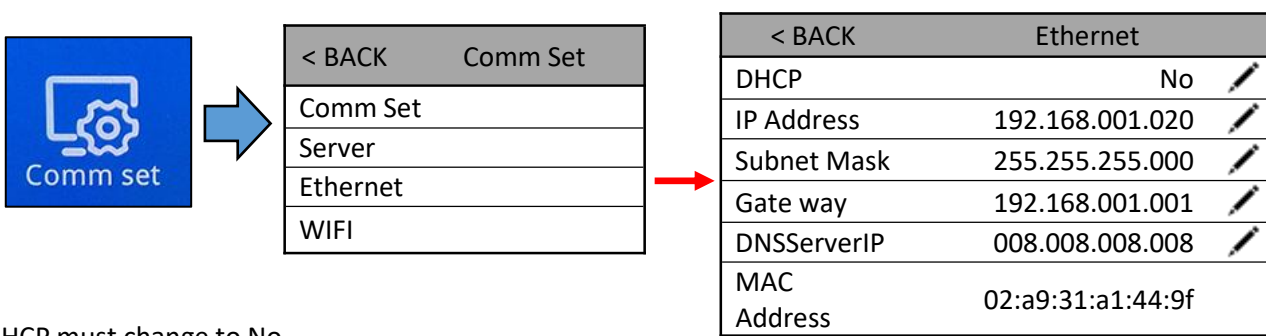 Comm set
< BACK Comm Set
Comm Set
Server
Ethernet
WIFI
< BACK Ethernet
DHCP No
IP Address 192.168.001.020
Subnet Mask 255.255.255.000
Gate way 192.168.001.001
DNSServerIP 008.008.008.008
MAC
Address 02:a9:31:a1:44:9f
must change to No